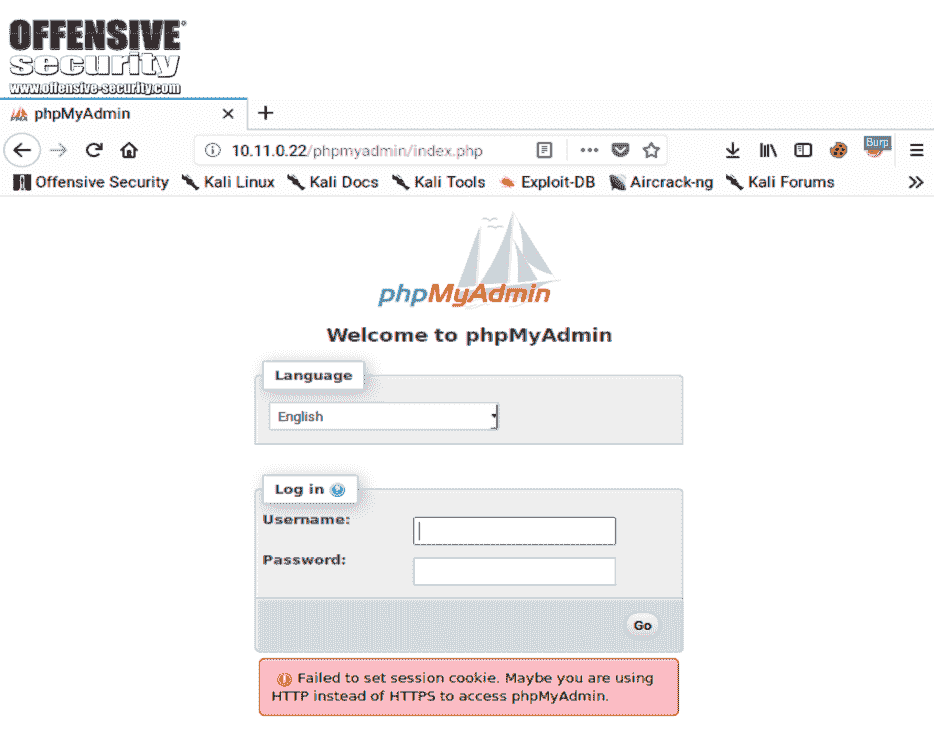 OFFENSIVE
security
www.offensive-security.com
phpMyAdmin
10.11.0.22/phpmyadmin/index.php
Burp
Offensive Security Kali Linux Kali Docs Kali Tools Exploit-DB Aircrack-ng Kali Forums
phpMyAdmin
Welcome to phpMyAdmin
Language
English
Log in
Username:
Password:
Go
Failed to set session cookie. Maybe you are using
HTTP instead of HTTPS to access phpMyAdmin.